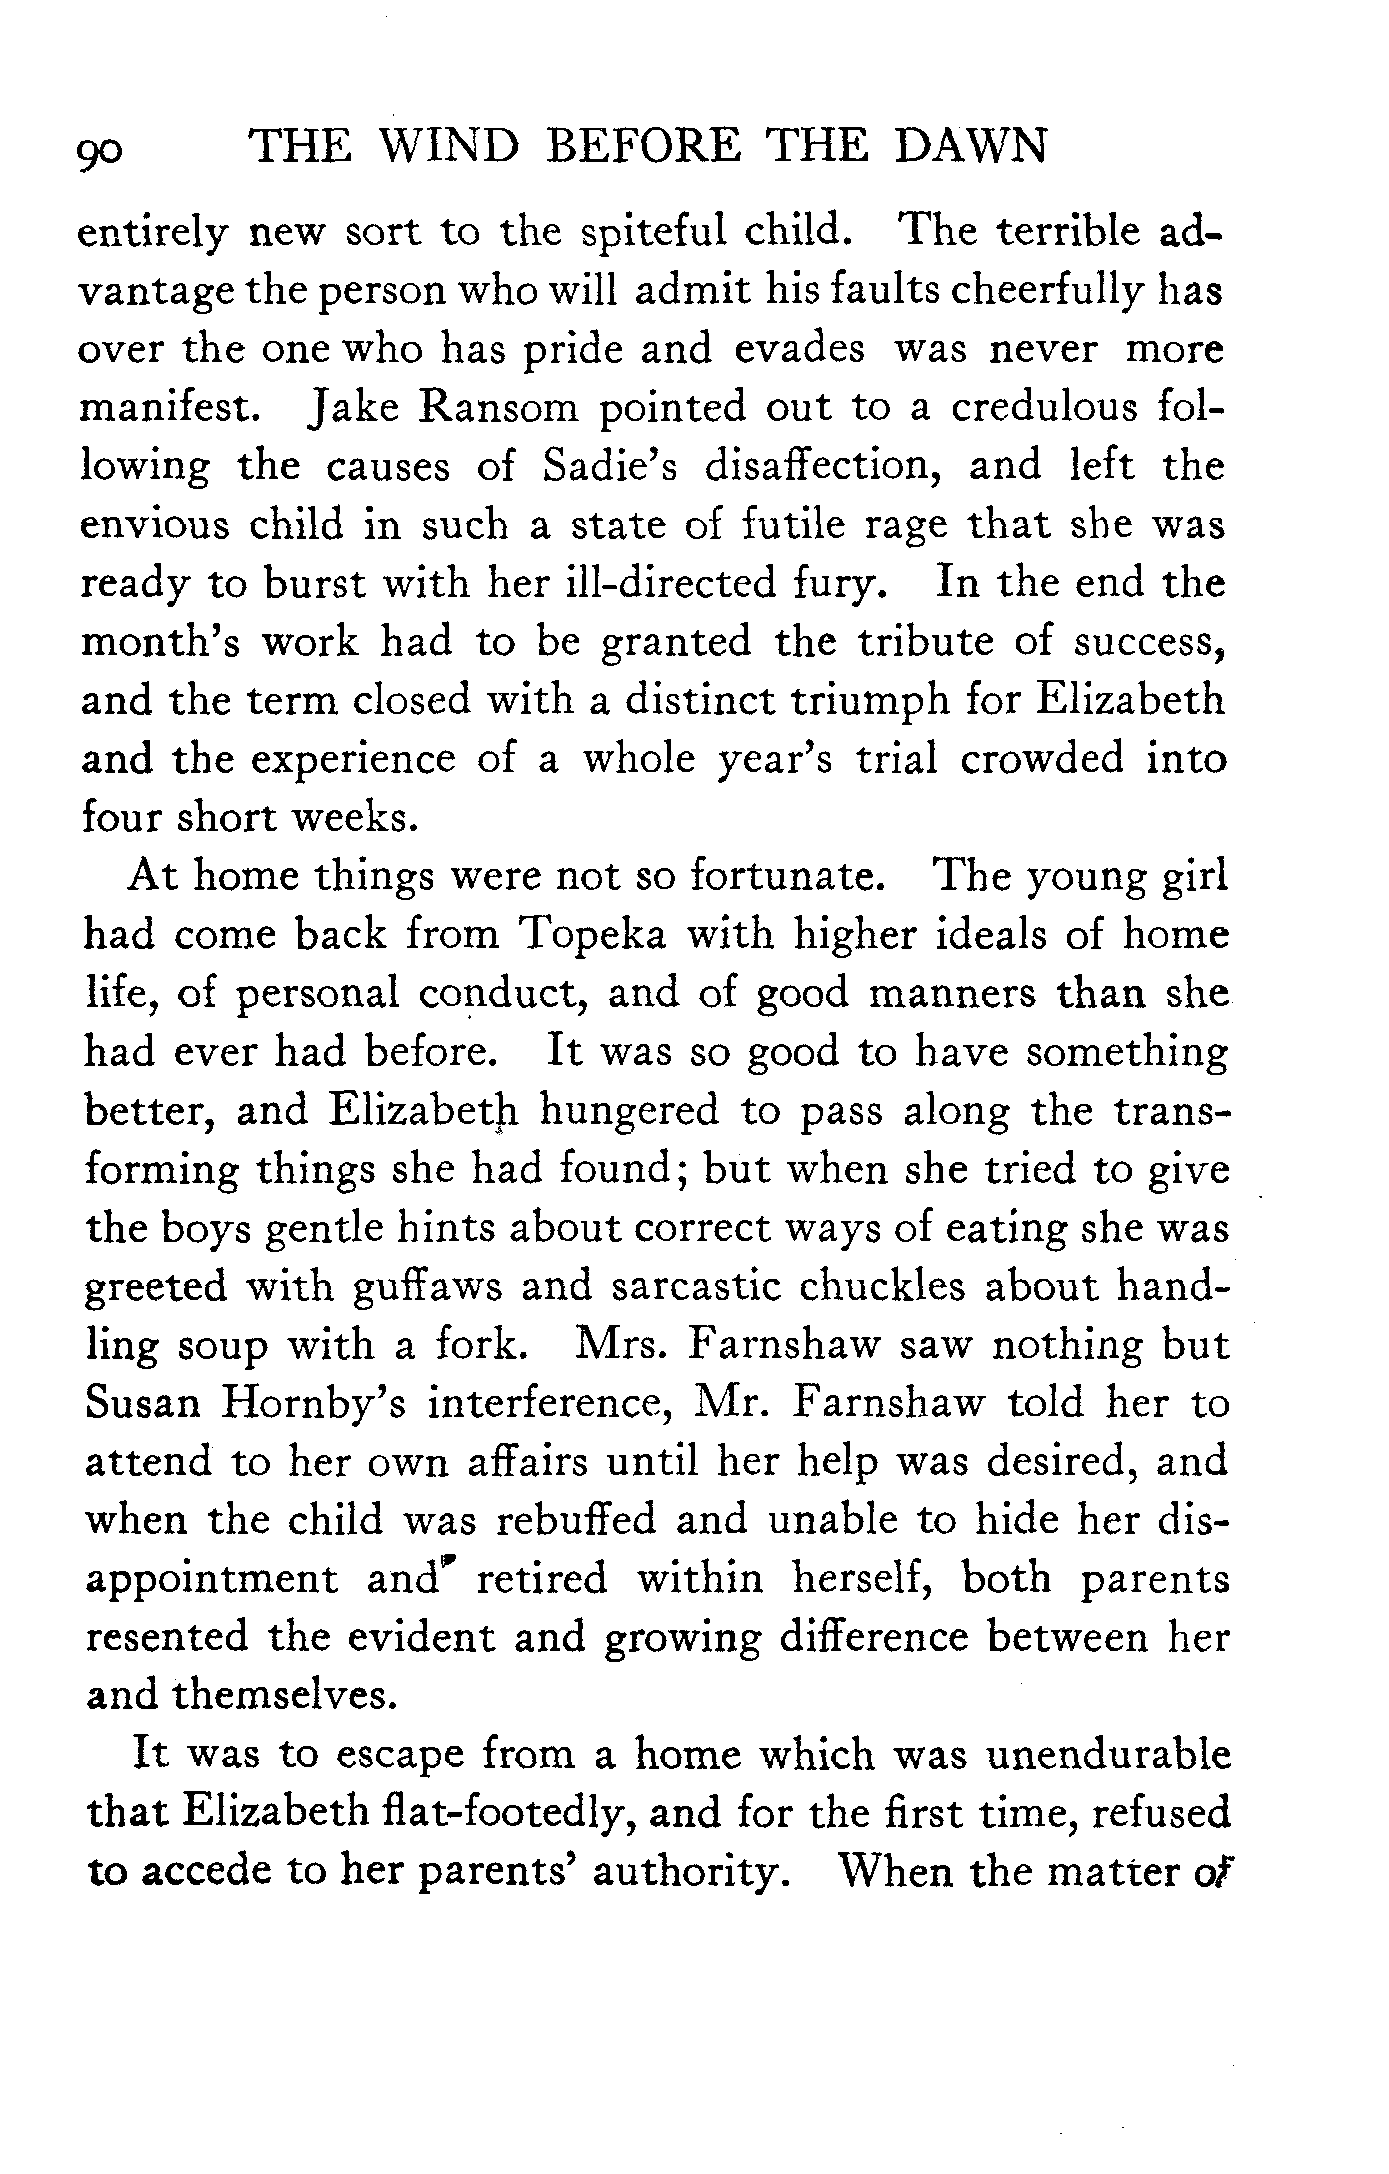 90 THE WIND BEFORE THE DAWN
entirely new sort to the spiteful child. The terrible ad-
vantage the person who will admit his faults cheerfully has
over the one who has pride and evades was never more
manifest. Jake Ransom pointed out to a credulous fol-
lowing the causes of Sadie's disaffection, and left the
envious child in such a state of futile rage that she was
ready to burst with her ill-directed fury. In the end the
month's work had to be granted the tribute of success,
and the term closed with a distinct triumph for Elizabeth
and the experience of a whole year's trial crowded into
four short weeks.
At home things were not so fortunate. The young girl
had come back from Topeka with higher ideals of home
life, of personal conduct, and of good manners than she
had ever had before. It was so good to have something
better, and Elizabeth hungered to pass along the trans-
forming things she had found; but when she tried to give
the boys gentle hints about correct ways of eating she was
greeted with guffaws and sarcastic chuckles about hand-
ling soup with a fork. Mrs. Farnshaw saw nothing but
Susan Hornby's interference, Mr. Farnshaw told her to
attend to her own affairs until her help was desired, and
when the child was rebuffed and unable to hide her dis-
appointment and retired within herself, both parents
resented the evident and growing difference between her
and themselves.
It was to escape from a home which was unendurable
that Elizabeth flat-footedly, and for the first time, refused
to accede to her parents' authority. When the matter of